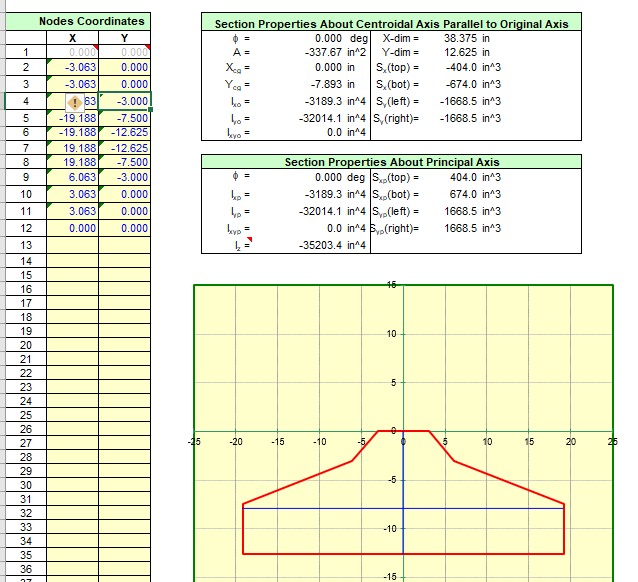 Nodes Coordinates
X Y
1 0.000 0.000
2 -3.063 0.000
3 -3.063 0.000
4 63 -3.000
5 -19.188 -7.500
6 -19.188 -12.625
7 19.188 -12.625
8 19.188 -7.500
9 6.063 -3.000
10 3.063 0.000
11 3.063 0.000
12 0.000 0.000
13
14
15
16
17
18
19
20
21
22
23
24
25
26
27
28
29
30
31
32
33
34
35
36
Section Properties About Centroidal Axis Parallel to Original Axis
ϕ = 0.000 deg X-dim = 38.375 in
A = -337.67 in^2 Y-dim = 12.625 in
Xcg = 0.000 in Sx(top) = -404.0 in^3
Ycg = -7.893 in Sx(bot) = -674.0 in^3
Ixo = -3189.3 in^4 Sy(left) = -1668.5 in^3
Iyo = -32014.1 in^4 Sy(right)= -1668.5 in^3
Ixyo = 0.0 in^4
Section Properties About Principal Axis
ϕ = 0.000 deg Sxp(top) = 404.0 in^3
Ixp = -3189.3 in^4 Sxp(bot) = 674.0 in^3
Iyp = -32014.1 in^4 Syp(left) = 1668.5 in^3
Ixyp = 0.0 in^4 Syp(right)= 1668.5 in^3
Iz = -35203.4 in^4
15
10
5
0
-25 -20 -15 -10 -5 0 5 10 15 20 25
-5
-10
-15